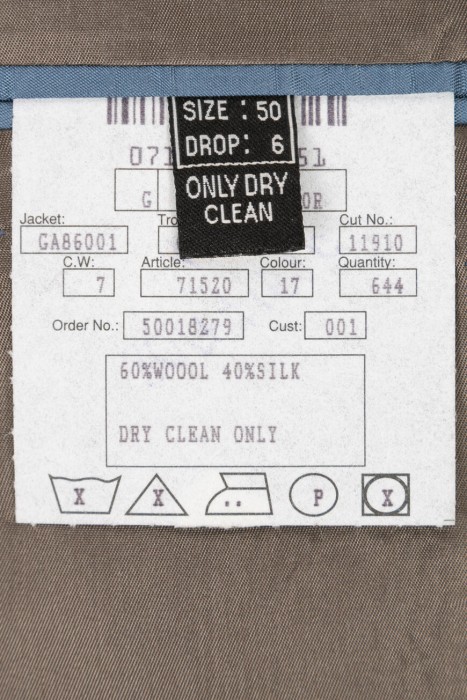 SIZE : 50
DROP: 6
ONLY DRY
CLEAN
Jacket:
Cut No.:
GA86001
11910
C.W: Article: Colour: Quantity:
7 71520 17 644
Order No.: 50018279 Cust: 001
60%WOOOL 40%SILK
DRY CLEAN ONLY
X X .. P X